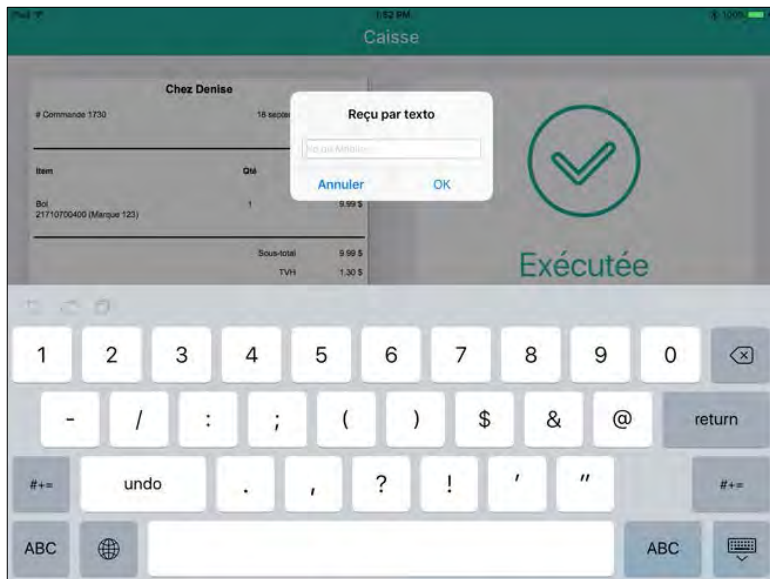 iPad 1:52 PM 100%
Caisse
Chez Denise
# Commande 1730
Reçu par texto
Item Qté
Annuler OK
Bol 1 9.99 $
21710700400 (Marque 123)
Sous-total 9.99 $
TVH 1.30 $
Exécutée
1 2 3 4 5 6 7 8 9 0
- / : ; ( ) $ & @ return
#+= undo . , ? ! ' " #+=
ABC ABC